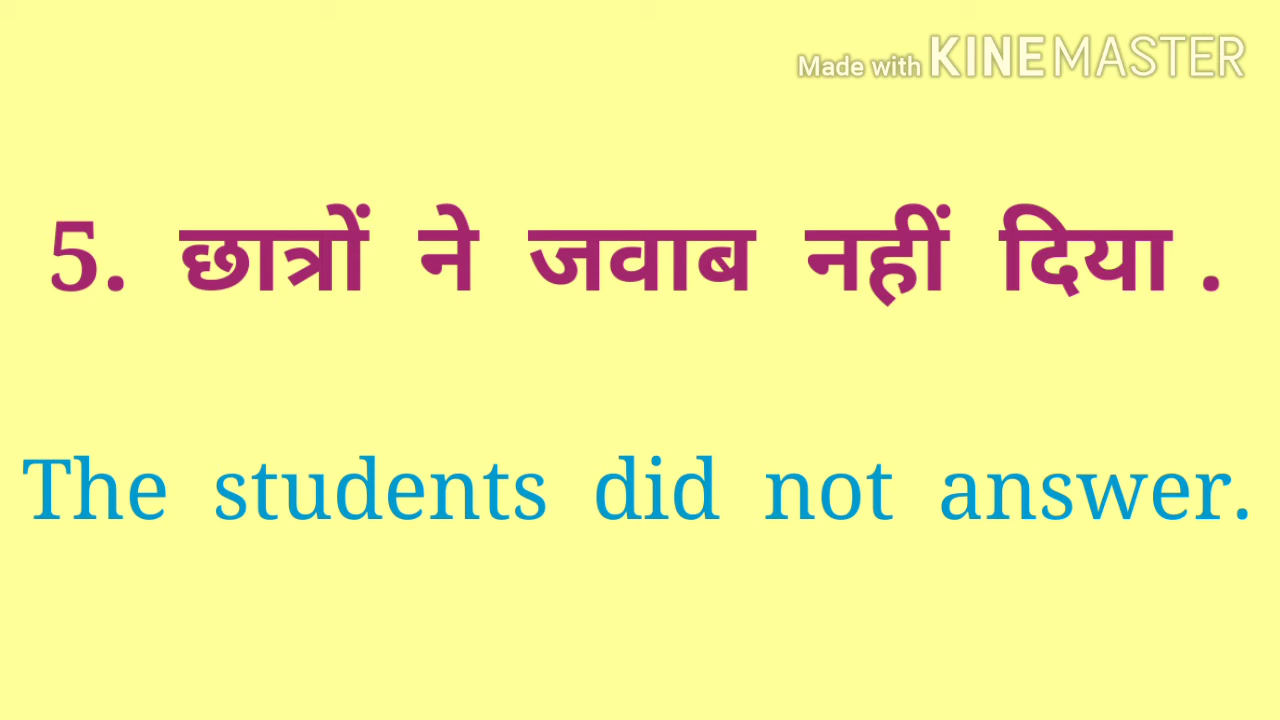 Made with KINEMASTER
5. छात्रों ने जवाब नहीं दिया .
The students did not answer.